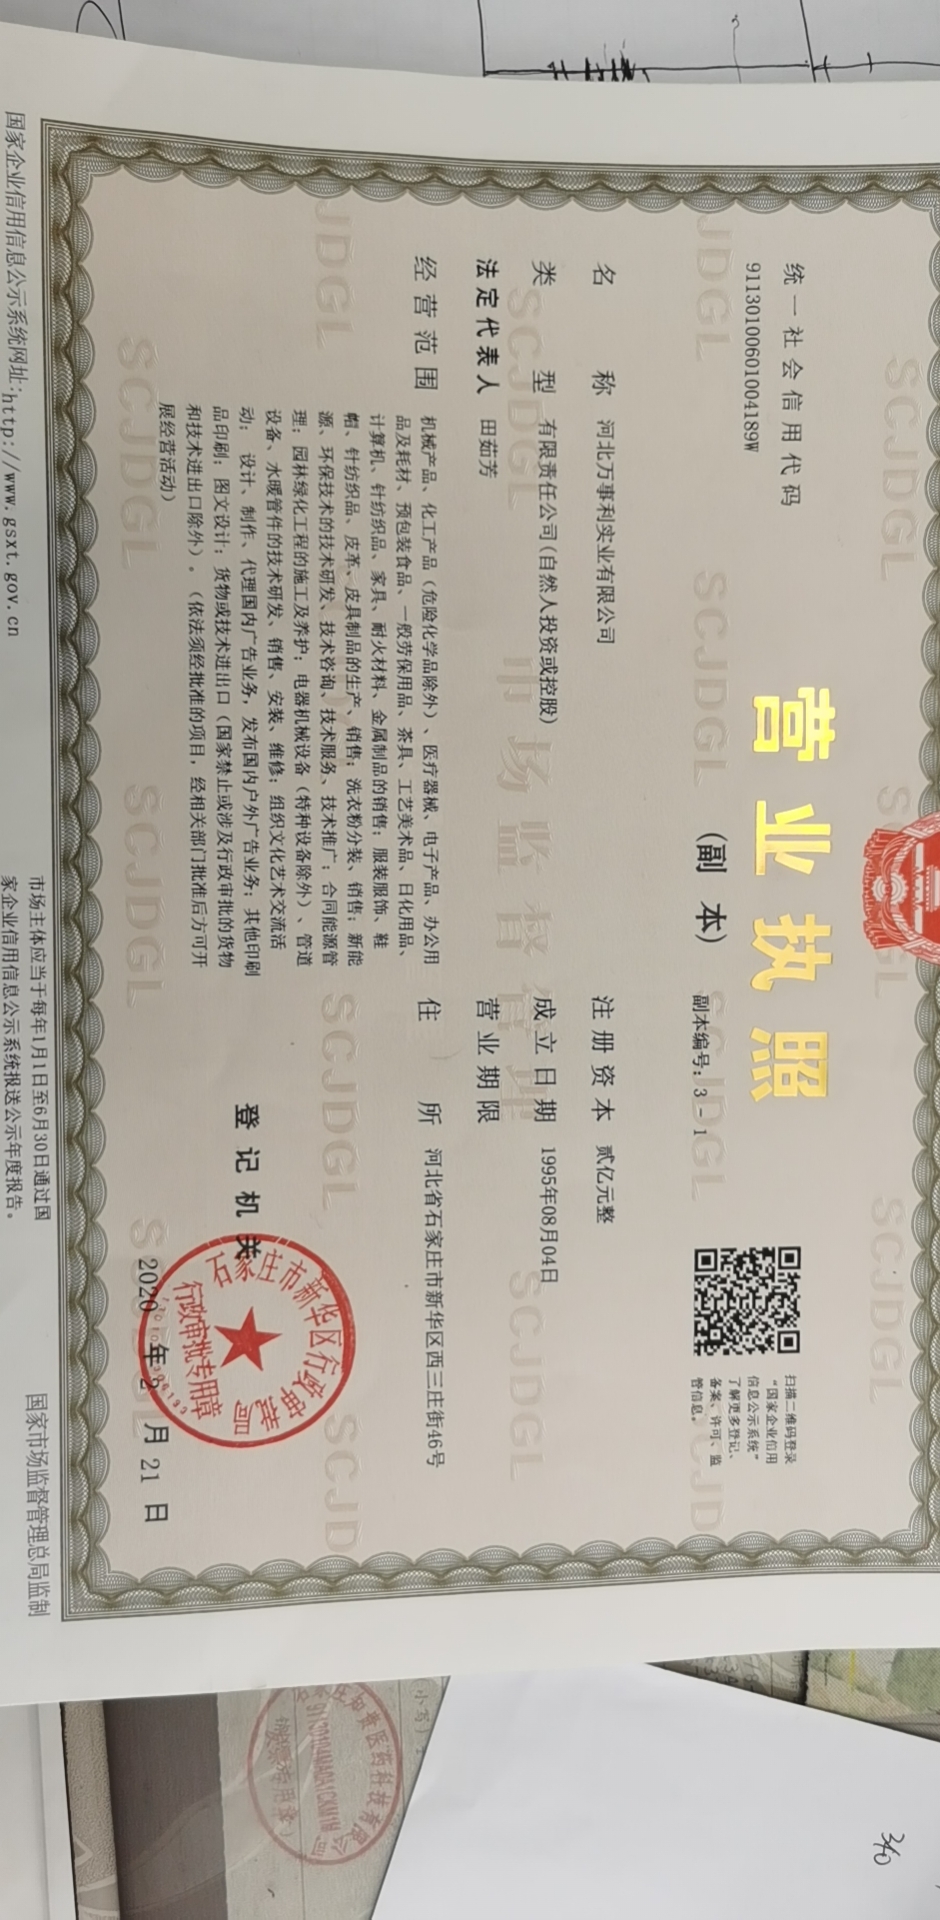 营业执照
（副 本）
副本编号：3－1
统一社会信用代码
91130100601004189W
扫描二维码登录
“国家企业信用
信息公示系统”
了解更多登记、
备案、许可、监
管信息。
名 称 河北万事利实业有限公司
类 型 有限责任公司（自然人投资或控股）
法定代表人 田茹芳
经营范围 机械产品、化工产品（危险化学品除外）、医疗器械、电子产品、办公用
品及耗材、预包装食品、一般劳保用品、茶具、工艺美术品、日化用品、
计算机、针纺织品、家具、耐火材料、金属制品的销售；服装服饰、鞋
帽、针纺织品、皮革、皮具制品的生产、销售；洗衣粉分装、销售；新能
源、环保技术的技术研发、技术咨询、技术服务、技术推广；合同能源管
理；园林绿化工程的施工及养护；电器机械设备（特种设备除外）、管道
设备、水暖管件的技术研发、销售、安装、维修；组织文化艺术交流活
动；设计、制作、代理国内广告业务，发布国内户外广告业务；其他印刷
品印刷；图文设计；货物或技术进出口（国家禁止或涉及行政审批的货物
和技术进出口除外）。（依法须经批准的项目，经相关部门批准后方可开
展经营活动）
注册资本 贰亿元整
成立日期 1995年08月04日
营业期限
住 所 河北省石家庄市新华区西三庄街46号
登记机关
石家庄市新华区行政审批局
行政审批专用章
2020 年 2 月 21 日
国家企业信用信息公示系统网址：http://www.gsxt.gov.cn
市场主体应当于每年1月1日至6月30日通过国
家企业信用信息公示系统报送公示年度报告。
国家市场监督管理总局监制
SCJDGL
市场监督管理